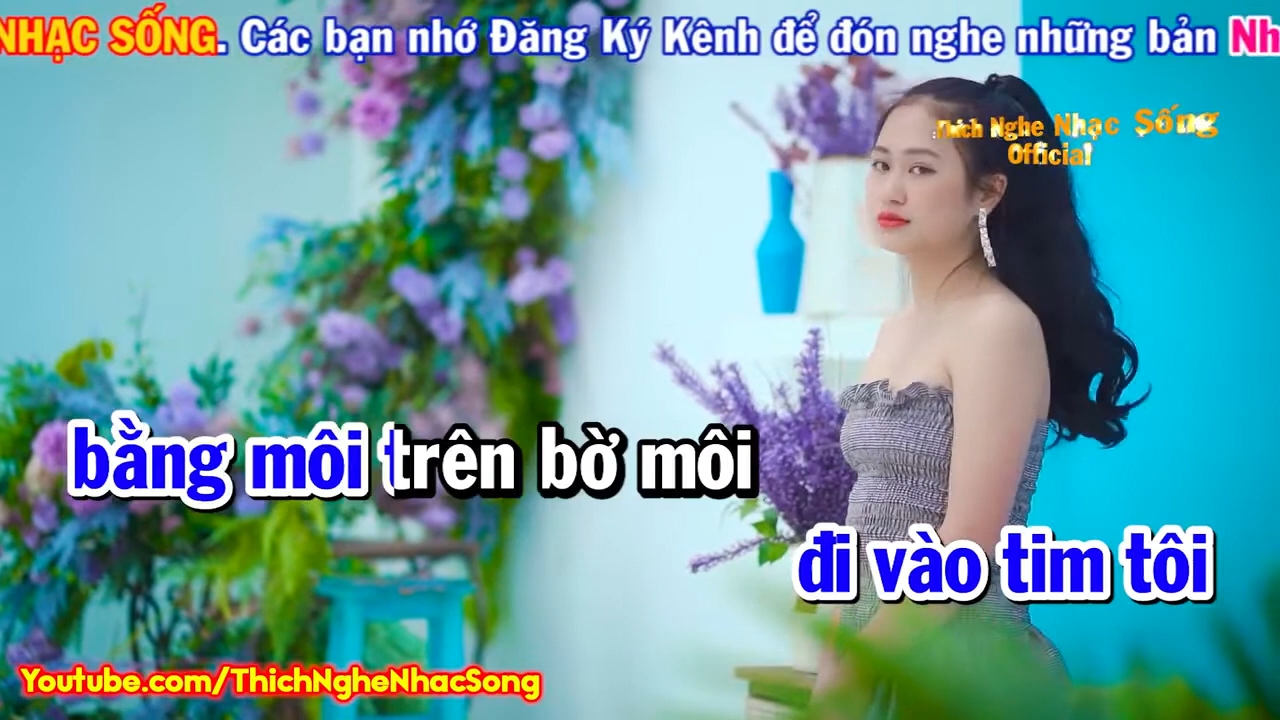 NHẠC SỐNG. Các bạn nhớ Đăng Ký Kênh để đón nghe những bản Nh
Thích Nghe Nhạc Sống
Official
bằng môi trên bờ môi
đi vào tim tôi
Youtube.com/ThichNgheNhacSong